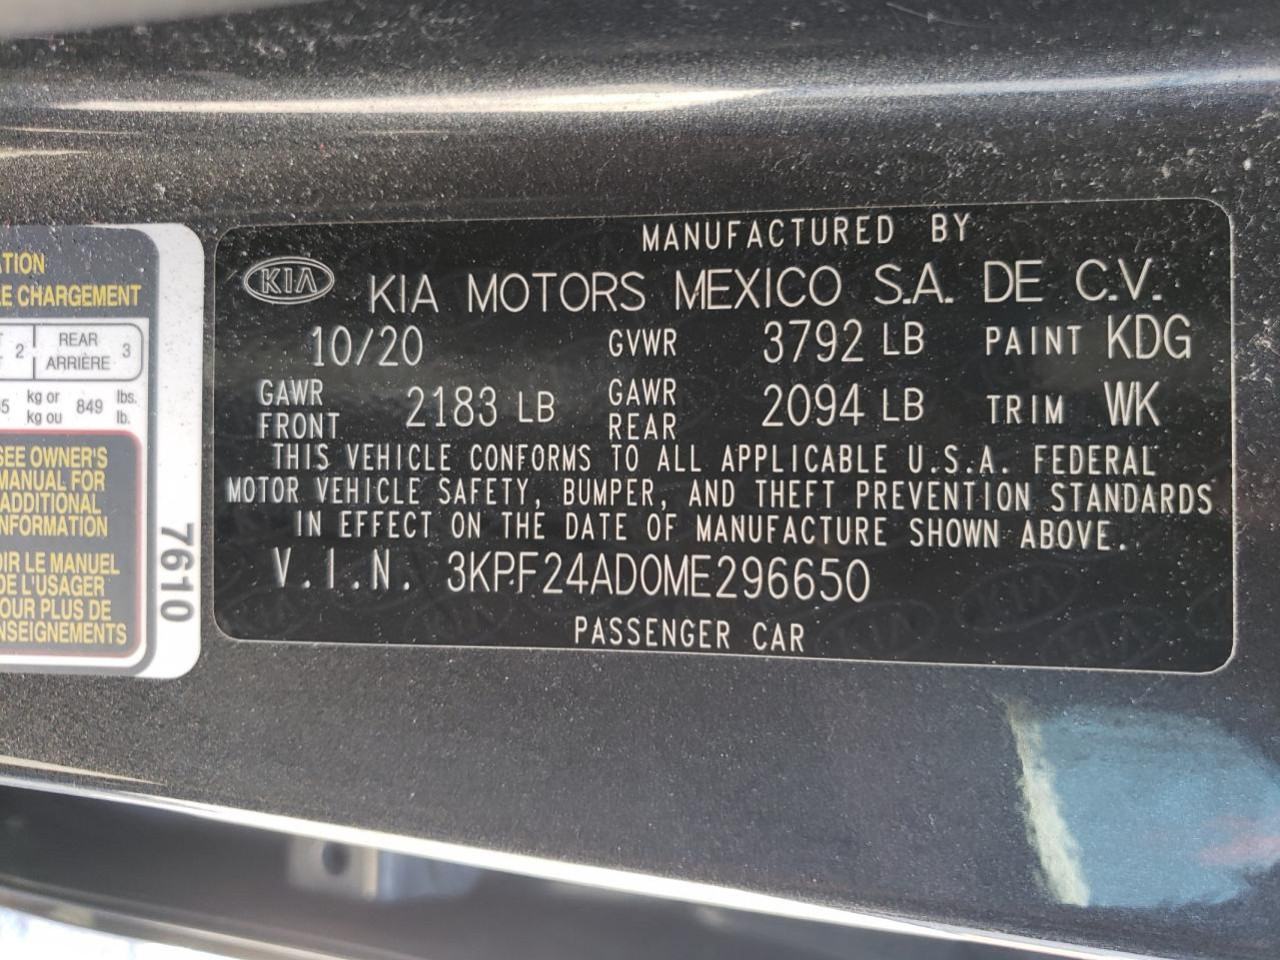 MANUFACTURED BY
KIA KIA MOTORS MEXICO S.A. DE C.V.
10/20 GVWR 3792 LB PAINT KDG
GAWR FRONT 2183 LB GAWR REAR 2094 LB TRIM WK
THIS VEHICLE CONFORMS TO ALL APPLICABLE U.S.A. FEDERAL
MOTOR VEHICLE SAFETY, BUMPER, AND THEFT PREVENTION STANDARDS
IN EFFECT ON THE DATE OF MANUFACTURE SHOWN ABOVE.
V.I.N. 3KPF24AD0ME296650
PASSENGER CAR
CHARGEMENT
2 REAR ARRIÈRE 3
kg or kg ou 849 lbs. lb.
SEE OWNER'S
MANUAL FOR
ADDITIONAL
INFORMATION
LE MANUEL
DE L'USAGER
PLUS DE
7610